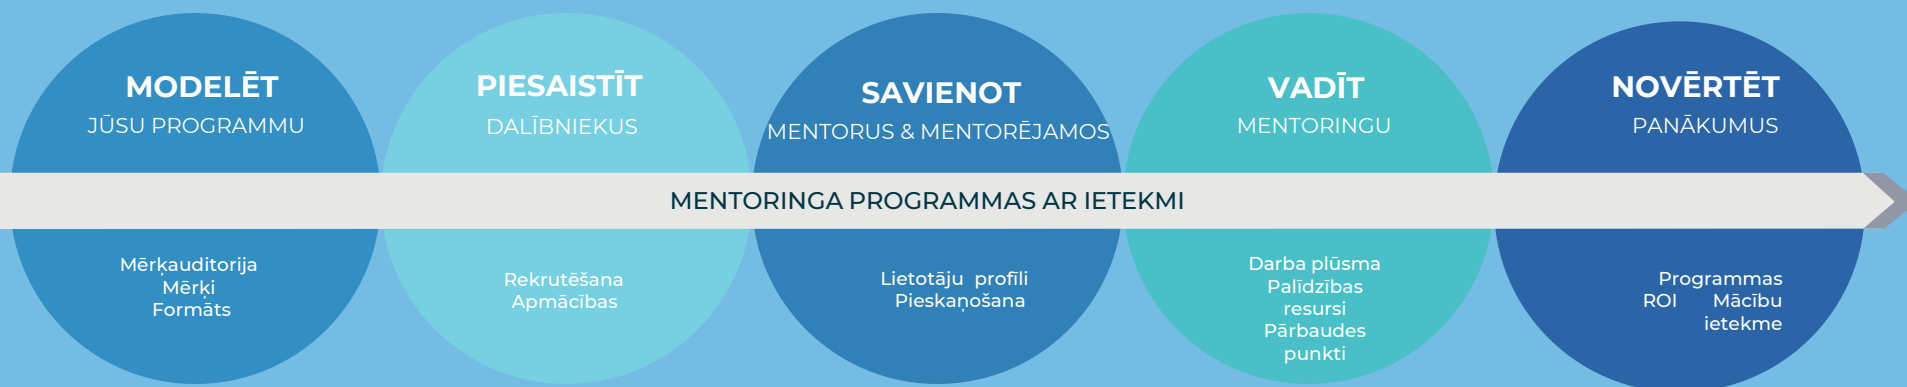 MODELĒT
JŪSU PROGRAMMU
PIESAISTĪT
DALĪBNIEKUS
SAVIENOT
MENTORUS & MENTORĒJAMOS
VADĪT
MENTORINGU
NOVĒRTĒT
PANĀKUMUS
MENTORINGA PROGRAMMAS AR IETEKMI
Mērķauditorija
Mērķi
Formāts
Rekrutēšana
Apmācības
Lietotāju profīli
Pieskaņošana
Darba plūsma
Palīdzības
resursi
Pārbaudes
punkti
Programmas
ROI Mācību
ietekme